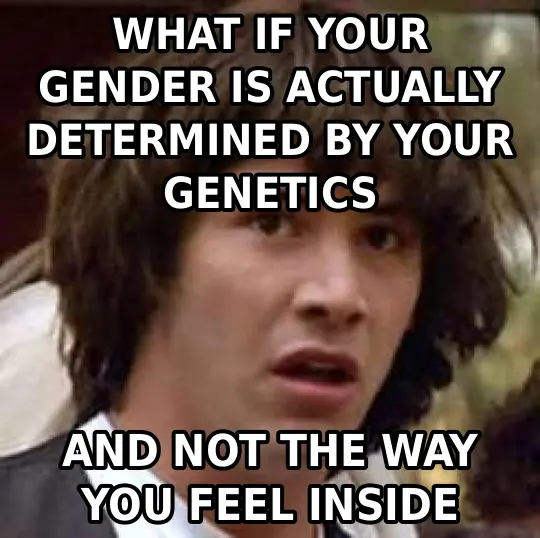 WHAT IF YOUR
GENDER IS ACTUALLY
DETERMINED BY YOUR
GENETICS
AND NOT THE WAY
YOU FEEL INSIDE